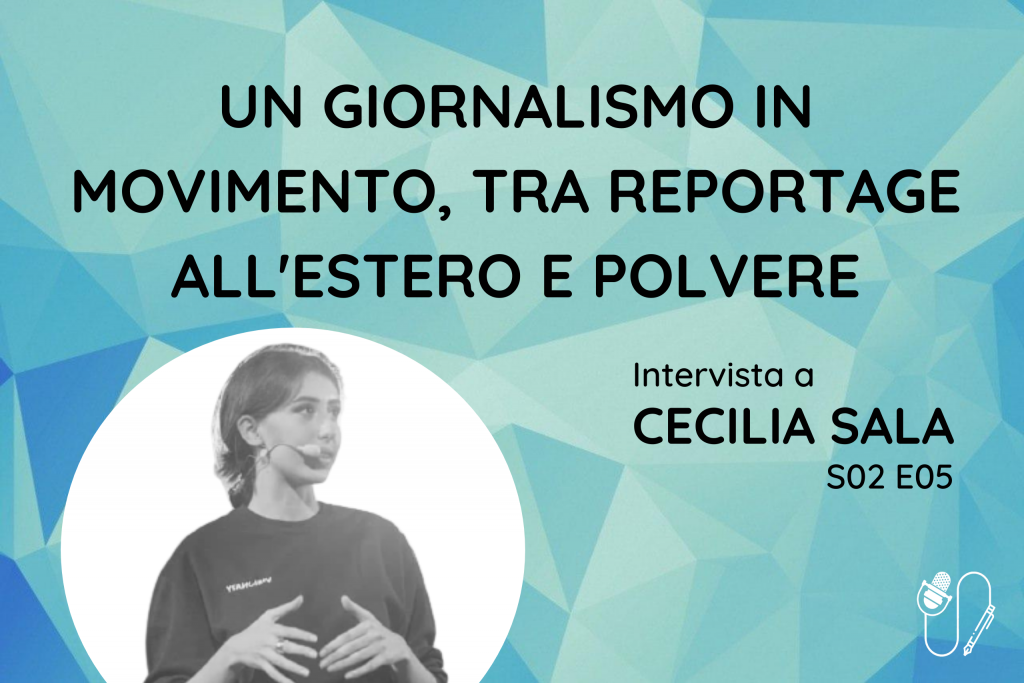 UN GIORNALISMO IN
MOVIMENTO, TRA REPORTAGE
ALL'ESTERO E POLVERE
Intervista a
CECILIA SALA
S02 E05